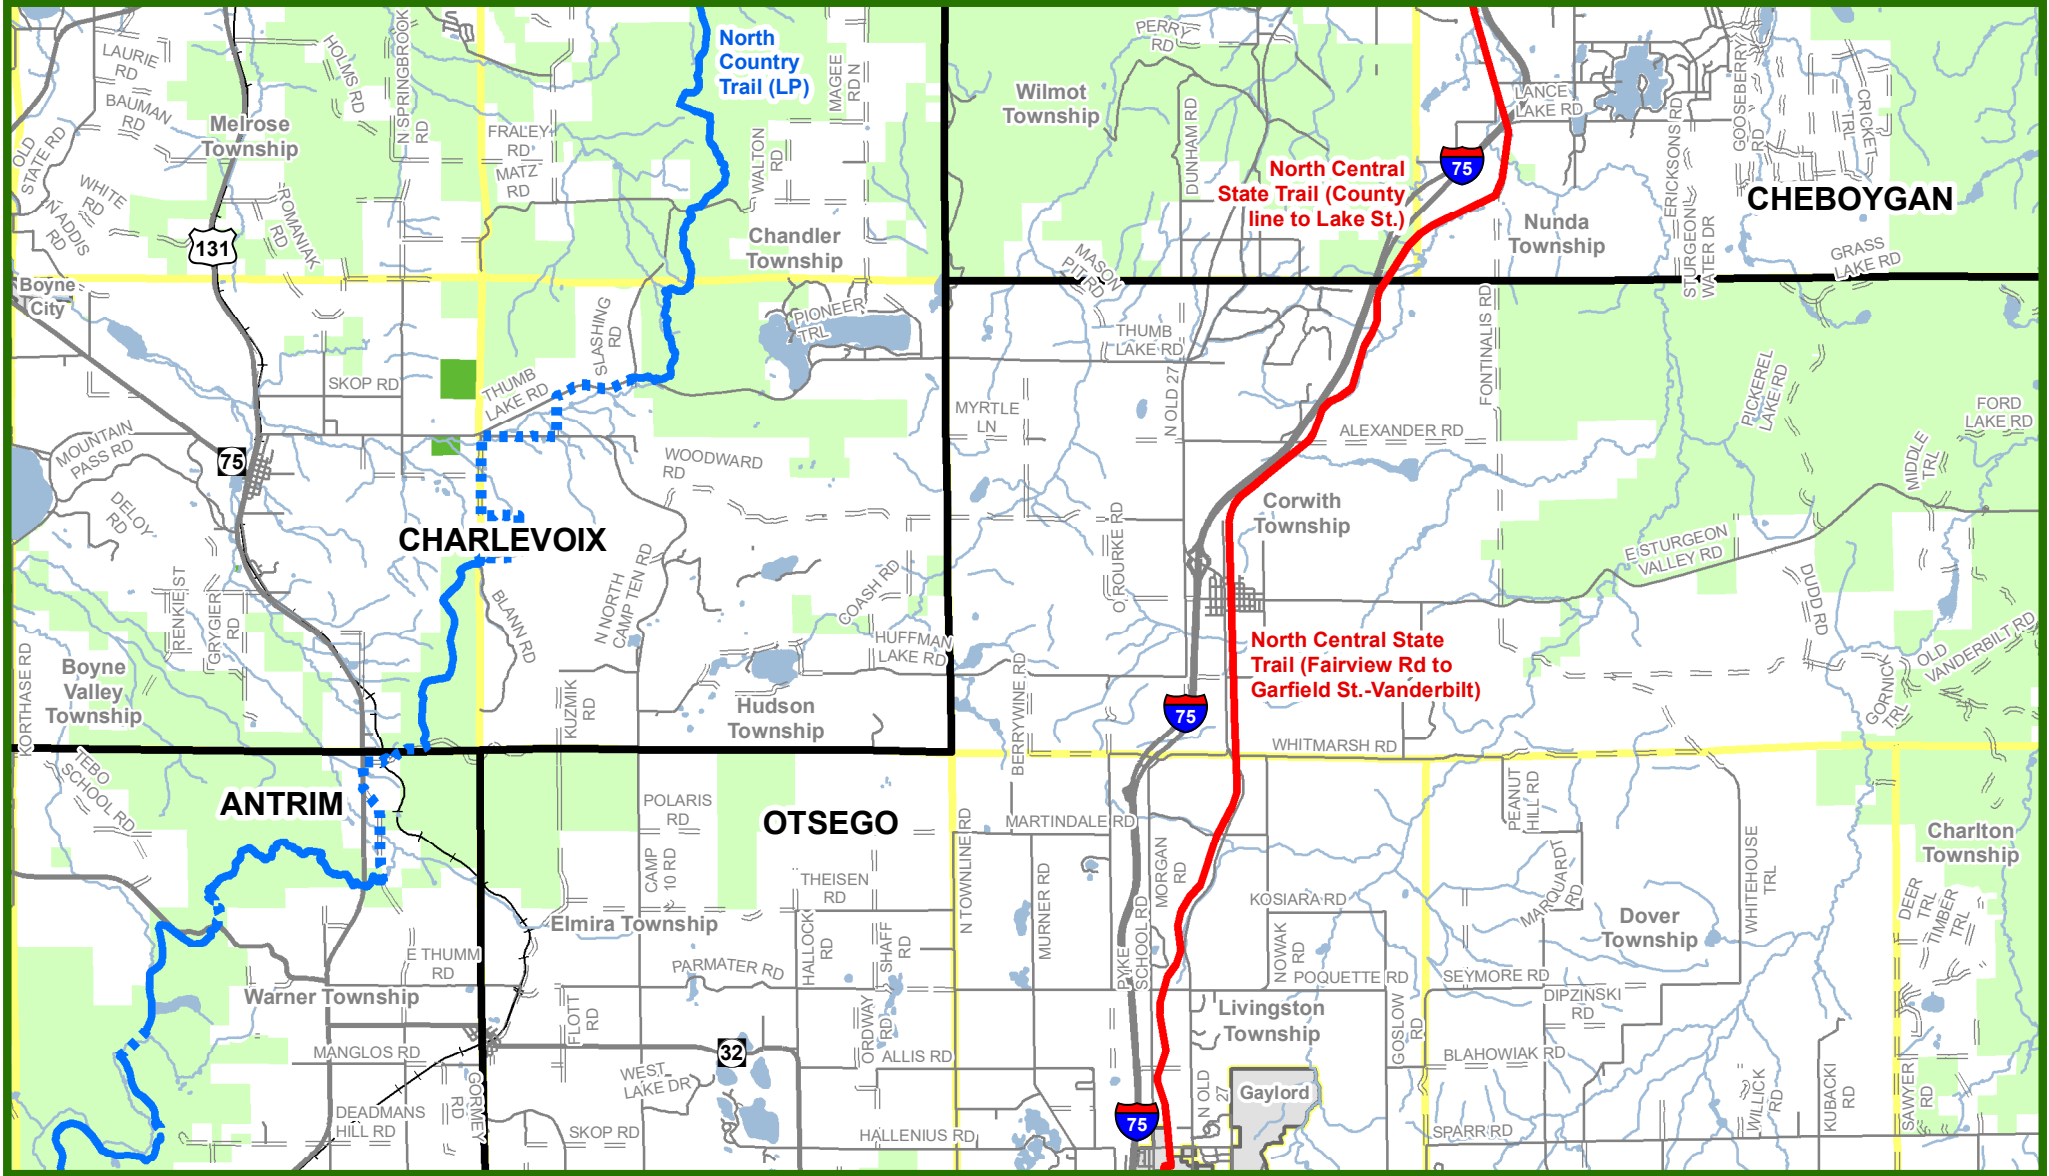 LAURIE
RD
BAUMAN
RD
OLD
STATE RD
WHITE
RD
N ADDIS
RD
Melrose
Township
HOLMS RD
N SPRINGBROOK
RD
ROMANIAK
RD
131
Boyne
City
FRALEY
RD
MATZ
RD
North
Country
Trail (LP)
MAGEE
RD N
WALTON
RD
Chandler
Township
PIONEER
TRL
SLASHING
RD
THUMB
LAKE RD
SKOP RD
MOUNTAIN
PASS RD
75
DELOY
RD
CHARLEVOIX
WOODWARD
RD
N NORTH
CAMP TEN RD
COASH RD
HUFFMAN
LAKE RD
BLANN RD
RENKIE ST
GRYGIER
RD
KORTHASE RD
Boyne
Valley
Township
KUZMIK
RD
Hudson
Township
PERRY
RD
Wilmot
Township
DUNHAM RD
North Central
State Trail (County
line to Lake St.)
75
LANCE
LAKE RD
ERICKSONS RD
GOOSEBERRY
RD
CRICKET
TRL
CHEBOYGAN
Nunda
Township
STURGEON
WATER DR
GRASS
LAKE RD
MASON
PIT RD
THUMB
LAKE RD
N OLD 27
FONTINALIS RD
MYRTLE
LN
ALEXANDER RD
PICKEREL
LAKE RD
FORD
LAKE RD
MIDDLE
TRL
Corwith
Township
O ROURKE RD
E STURGEON
VALLEY RD
DUDD RD
OLD
VANDERBILT RD
GORNICK
TRL
North Central State
Trail (Fairview Rd to
Garfield St.-Vanderbilt)
75
BERRYWINE RD
WHITMARSH RD
TEBO
SCHOOL RD
ANTRIM
POLARIS
RD
OTSEGO
CAMP
10 RD
THEISEN
RD
N TOWNLINE RD
MARTINDALE RD
MURNER RD
MORGAN
RD
PEANUT
HILL RD
MARQUARDT
RD
WHITEHOUSE
TRL
Charlton
Township
DEER
TRL
TIMBER
TRL
KOSIARA RD
Dover
Township
Elmira Township
HALLOCK
RD
SHAFF
RD
PYKE
SCHOOL RD
NOWAK
RD
E THUMM
RD
PARMATER RD
POQUETTE RD
SEYMORE RD
DIPZINSKI
RD
Warner Township
FLOTT
RD
ORDWAY
RD
Livingston
Township
GOSLOW
RD
MANGLOS RD
32
ALLIS RD
BLAHOWIAK RD
WEST
LAKE DR
GORMEY
RD
N OLD
27
Gaylord
WILLICK
RD
KUBACKI
RD
SAWYER
RD
DEADMANS
HILL RD
SKOP RD
HALLENIUS RD
75
SPARR RD